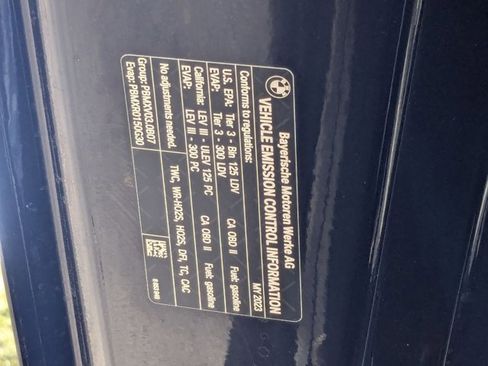 Bayerische Motoren Werke AG
VEHICLE EMISSION CONTROL INFORMATION
Conforms to regulations: MY 2023
U.S. EPA: Tier 3 - Bin 125 LDV CA OBD II Fuel: gasoline
EVAP: Tier 3 - 300 LDV
California: LEV III - ULEV 125 PC CA OBD II Fuel: gasoline
EVAP: LEV III - 300 PC
No adjustments needed. TWC, WR-HO2S, HO2S, DFI, TC, CAC
Group: PBMXV03.0B07
Evap: PBMXR0150G30